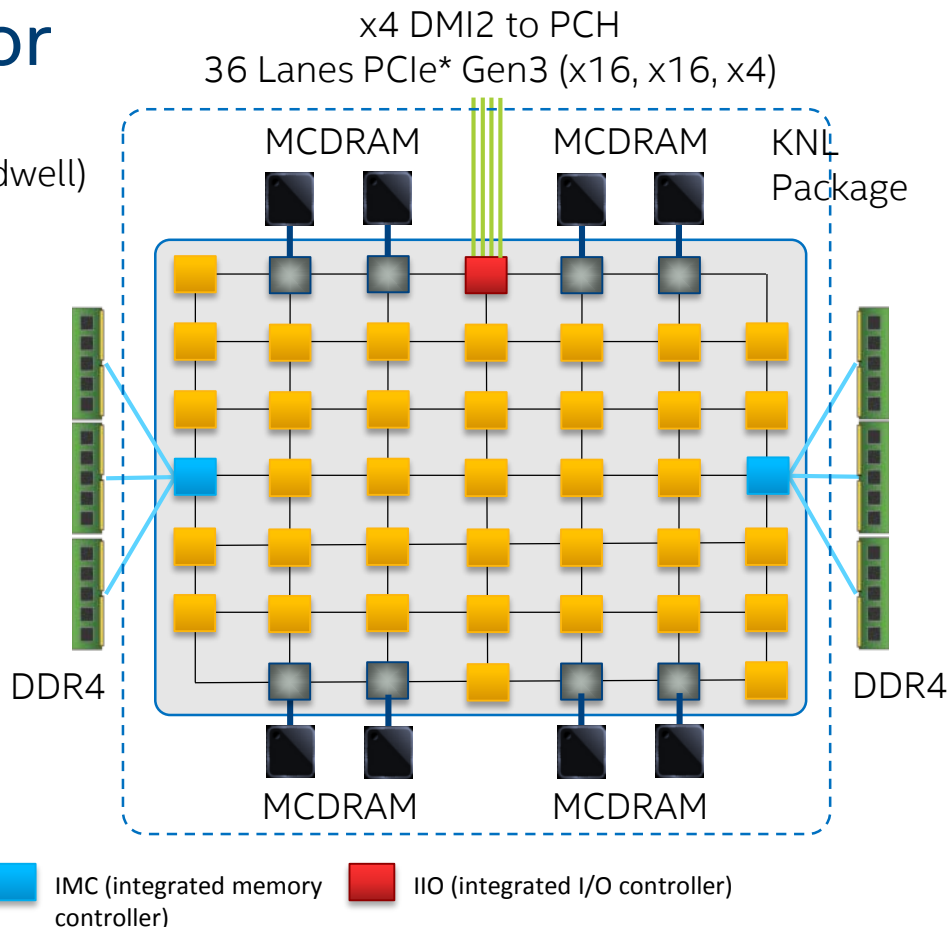 or
x4 DMI2 to PCH
36 Lanes PCIe* Gen3 (x16, x16, x4)
dwell)
MCDRAM
MCDRAM
KNL
Package
DDR4
DDR4
MCDRAM
MCDRAM
IMC (integrated memory
controller)
IIO (integrated I/O controller)